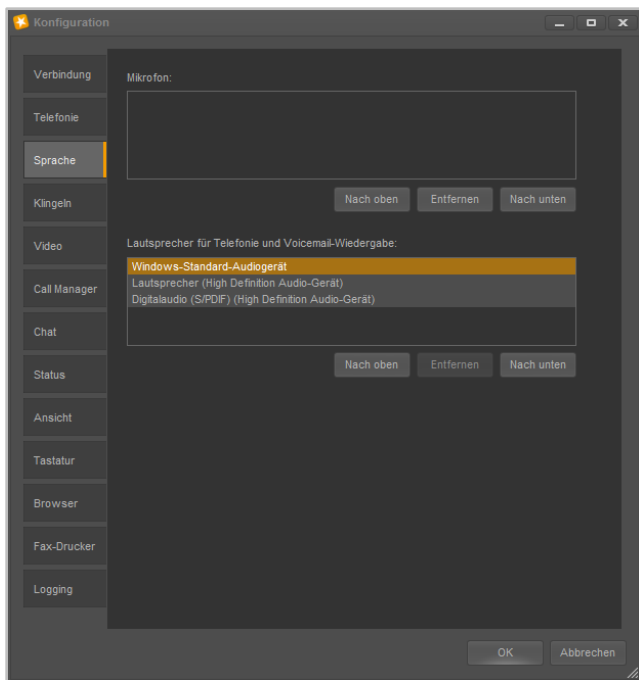 Konfiguration
Verbindung
Telefonie
Sprache
Klingeln
Video
Call Manager
Chat
Status
Ansicht
Tastatur
Browser
Fax-Drucker
Logging
Mikrofon:
Nach oben Entfernen Nach unten
Lautsprecher für Telefonie und Voicemail-Wiedergabe:
Windows-Standard-Audiogerät
Lautsprecher (High Definition Audio-Gerät)
Digitalaudio (S/PDIF) (High Definition Audio-Gerät)
Nach oben Entfernen Nach unten
OK Abbrechen